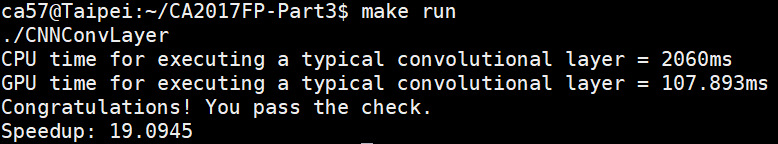 ca57@Taipei:~/CA2017FP-Part3$ make run
./CNNConvLayer
CPU time for executing a typical convolutional layer = 2060ms
GPU time for executing a typical convolutional layer = 107.893ms
Congratulations! You pass the check.
Speedup: 19.0945